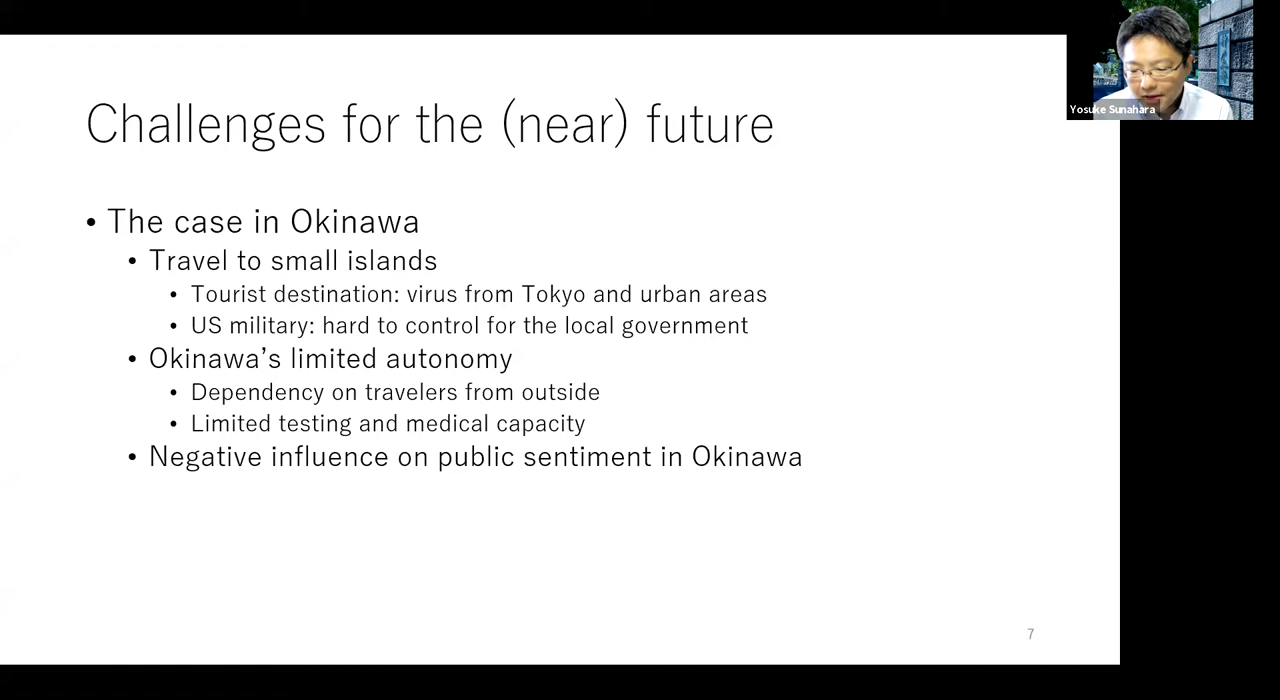 Yosuke Sunahara
Challenges for the (near) future
• The case in Okinawa
• Travel to small islands
• Tourist destination: virus from Tokyo and urban areas
• US military: hard to control for the local government
• Okinawa’s limited autonomy
• Dependency on travelers from outside
• Limited testing and medical capacity
• Negative influence on public sentiment in Okinawa
7